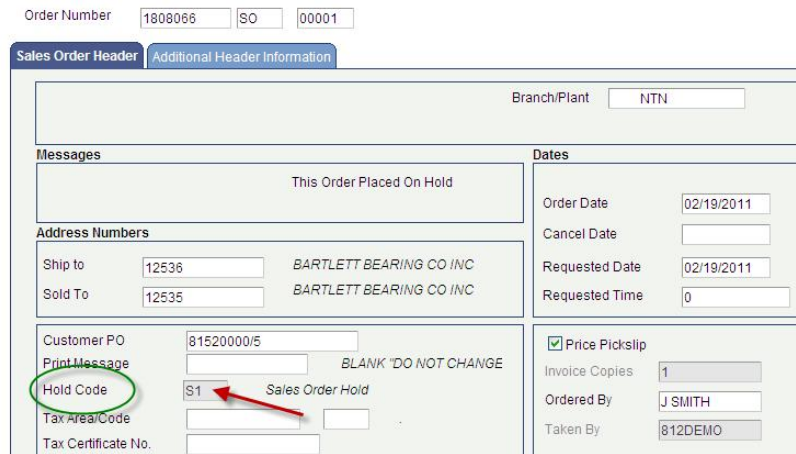 Order Number 1808066 SO 00001
Sales Order Header Additional Header Information
Branch/Plant NTN
Messages
This Order Placed On Hold
Address Numbers
Ship to 12536 BARTLETT BEARING CO INC
Sold To 12535 BARTLETT BEARING CO INC
Dates
Order Date 02/19/2011
Cancel Date
Requested Date 02/19/2011
Requested Time 0
Customer PO 81520000/5
Print Message BLANK "DO NOT CHANGE
Hold Code S1 Sales Order Hold
Tax Area/Code .
Tax Certificate No.
Price Pickslip
Invoice Copies 1
Ordered By J SMITH
Taken By 812DEMO